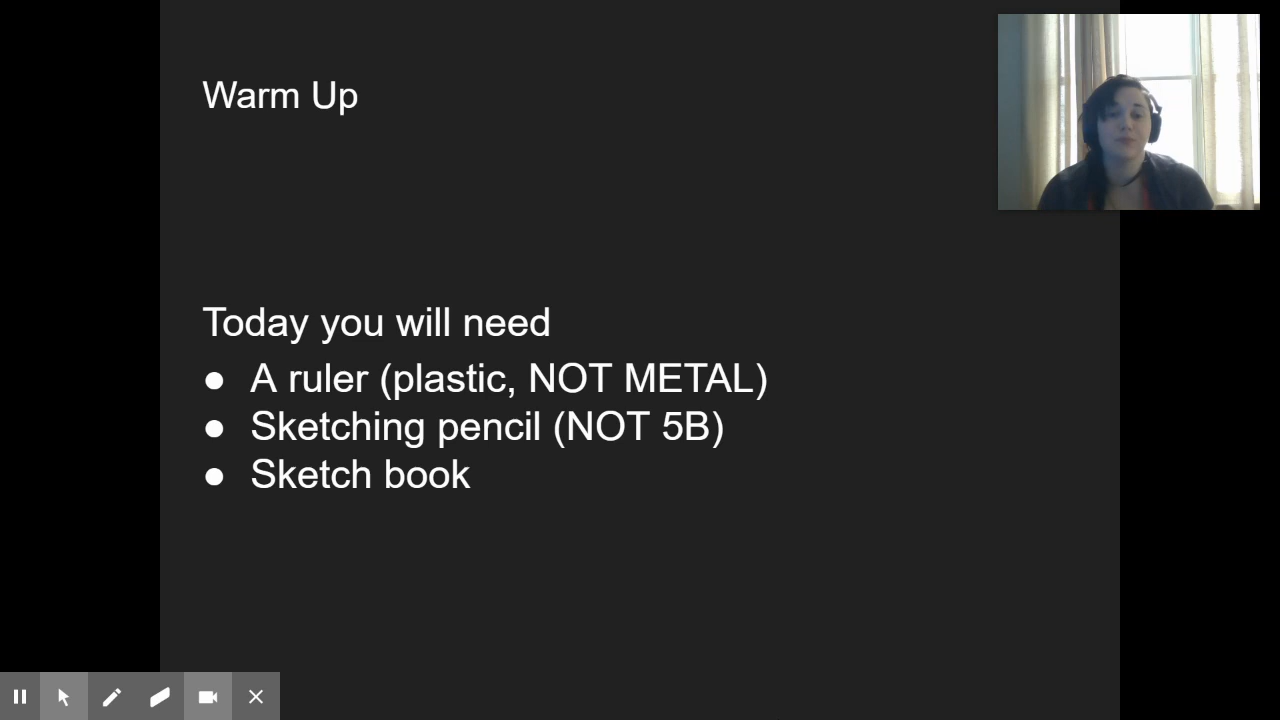 Warm Up
Today you will need
● A ruler (plastic, NOT METAL)
● Sketching pencil (NOT 5B)
● Sketch book